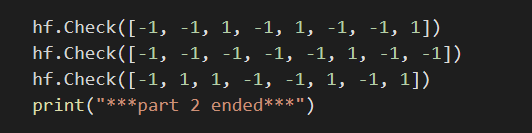 hf.Check([-1, -1, 1, -1, 1, -1, -1, 1])
hf.Check([-1, -1, -1, -1, -1, 1, -1, -1])
hf.Check([-1, 1, 1, -1, -1, 1, -1, 1])
print("***part 2 ended***")